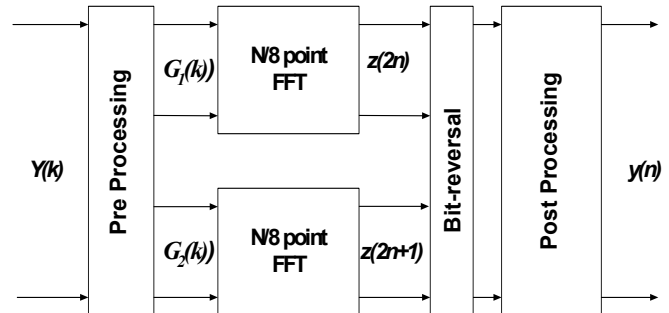 Y(k)
Pre Processing
G1(k))
N/8 point
FFT
z(2n)
G2(k))
N/8 point
FFT
z(2n+1)
Bit-reversal
Post Processing
y(n)